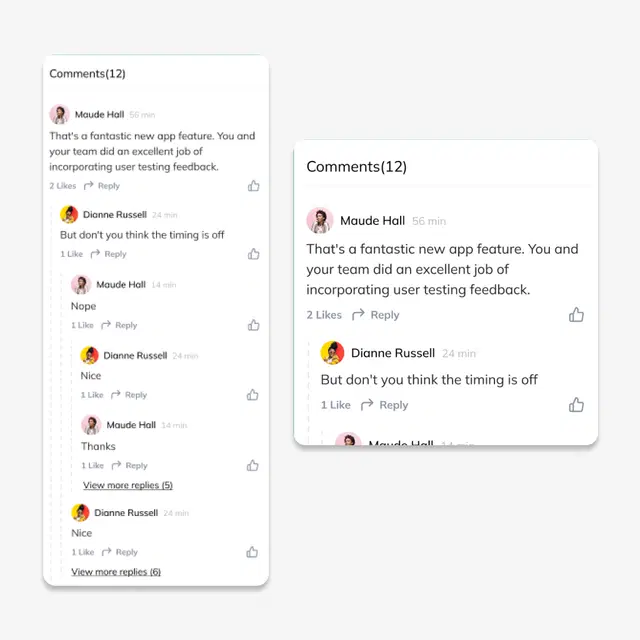 Comments(12)
Maude Hall 56 min
That's a fantastic new app feature. You and
your team did an excellent job of
incorporating user testing feedback.
2 Likes Reply
Dianne Russell 24 min
But don't you think the timing is off
1 Like Reply
Maude Hall 14 min
Nope
1 Like Reply
Dianne Russell 24 min
Nice
1 Like Reply
Maude Hall 14 min
Thanks
1 Like Reply
View more replies (5)
Dianne Russell 24 min
Nice
1 Like Reply
View more replies (6)
Comments(12)
Maude Hall 56 min
That's a fantastic new app feature. You and
your team did an excellent job of
incorporating user testing feedback.
2 Likes Reply
Dianne Russell 24 min
But don't you think the timing is off
1 Like Reply
Maude Hall 14 min